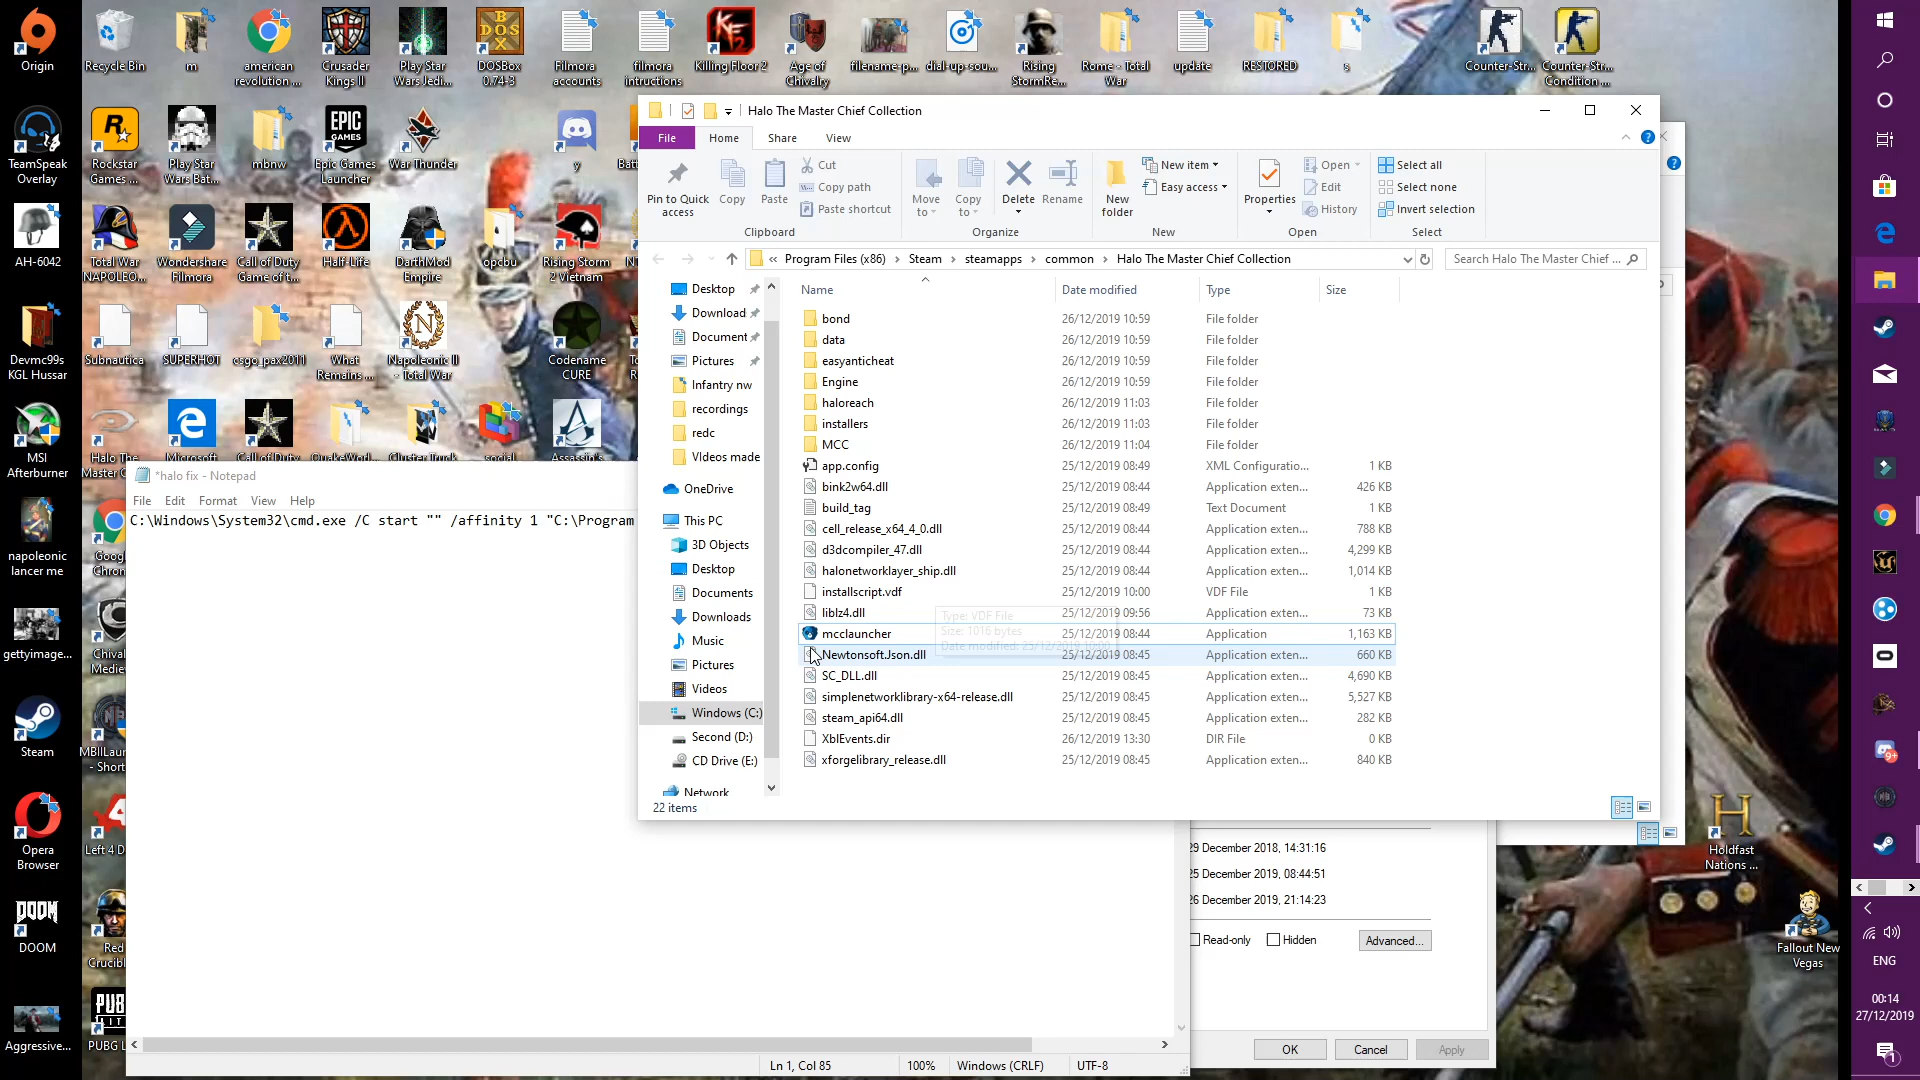 Origin
Recycle Bin
m
american
revolution ...
Crusader
Kings II
Play Star
Wars Jedi...
DOSBox
0.74-3
Filmora
accounts
filmora
intructions
Killing Floor 2
Age of
Chivalry
filename-p...
dial-up-sou...
Rising
StormRe...
Rome - Total
War
update
RESTORED
s
Counter-Str...
Counter-Str...
Condition ...
TeamSpeak
Overlay
Rockstar
Games ...
Play Star
Wars Bat...
mbnw
Epic Games
Launcher
War Thunder
y
AH-6042
Total War
NAPOLEO...
Wondershare
Filmora
Call of Duty
Game of t...
Half-Life
DarthMod
Empire
opcbu
Rising Storm
2 Vietnam
Devmc99s
KGL Hussar
Subnautica
SUPERHOT
csgo_pax2011
What
Remains ...
Napoleonic II
- Total War
Codename
CURE
MSI
Afterburner
Halo The
Master C
Microsoft
Call of Duty
QuakeWorld...
ClusterTruck
social
Assassin's
napoleonic
lancer me
gettyimage...
Steam
MBIILau
- Short
Opera
Browser
Left 4 D
DOOM
Red
Crucibl
Aggressive...
PUBG L
Holdfast
Nations ...
Fallout New
Vegas
*halo fix - Notepad
File Edit Format View Help
C:\Windows\System32\cmd.exe /C start "" /affinity 1 "C:\Program
Ln 1, Col 85 100% Windows (CRLF) UTF-8
Halo The Master Chief Collection
File Home Share View
Pin to Quick
access
Copy
Paste
Cut
Copy path
Paste shortcut
Clipboard
Move
to
Copy
to
Delete
Rename
Organize
New
folder
New item
Easy access
New
Properties
Open
Edit
History
Open
Select all
Select none
Invert selection
Select
« Program Files (x86) › Steam › steamapps › common › Halo The Master Chief Collection
Search Halo The Master Chief ...
Desktop
Download
Document
Pictures
Infantry nw
recordings
redc
VIdeos made
OneDrive
This PC
3D Objects
Desktop
Documents
Downloads
Music
Pictures
Videos
Windows (C:)
Second (D:)
CD Drive (E:)
Network
Name Date modified Type Size
bond 26/12/2019 10:59 File folder
data 26/12/2019 10:59 File folder
easyanticheat 26/12/2019 10:59 File folder
Engine 26/12/2019 10:59 File folder
haloreach 26/12/2019 11:03 File folder
installers 26/12/2019 11:03 File folder
MCC 26/12/2019 11:04 File folder
app.config 25/12/2019 08:49 XML Configuratio... 1 KB
bink2w64.dll 25/12/2019 08:44 Application exten... 426 KB
build_tag 25/12/2019 08:49 Text Document 1 KB
cell_release_x64_4_0.dll 25/12/2019 08:44 Application exten... 788 KB
d3dcompiler_47.dll 25/12/2019 08:44 Application exten... 4,299 KB
halonetworklayer_ship.dll 25/12/2019 08:44 Application exten... 1,014 KB
installscript.vdf 25/12/2019 10:00 VDF File 1 KB
liblz4.dll 25/12/2019 09:56 Application exten... 73 KB
mcclauncher 25/12/2019 08:44 Application 1,163 KB
NewtonsoftJson.dll 25/12/2019 08:45 Application exten... 660 KB
SC_DLL.dll 25/12/2019 08:45 Application exten... 4,690 KB
simplenetworklibrary-x64-release.dll 25/12/2019 08:45 Application exten... 5,527 KB
steam_api64.dll 25/12/2019 08:45 Application exten... 282 KB
XblEvents.dir 26/12/2019 13:30 DIR File 0 KB
xforgelibrary_release.dll 25/12/2019 08:45 Application exten... 840 KB
Type: VDF File
Size: 1016 bytes
22 items
29 December 2018, 14:31:16
25 December 2019, 08:44:51
26 December 2019, 21:14:23
Read-only Hidden Advanced...
OK Cancel Apply
ENG
00:14
27/12/2019